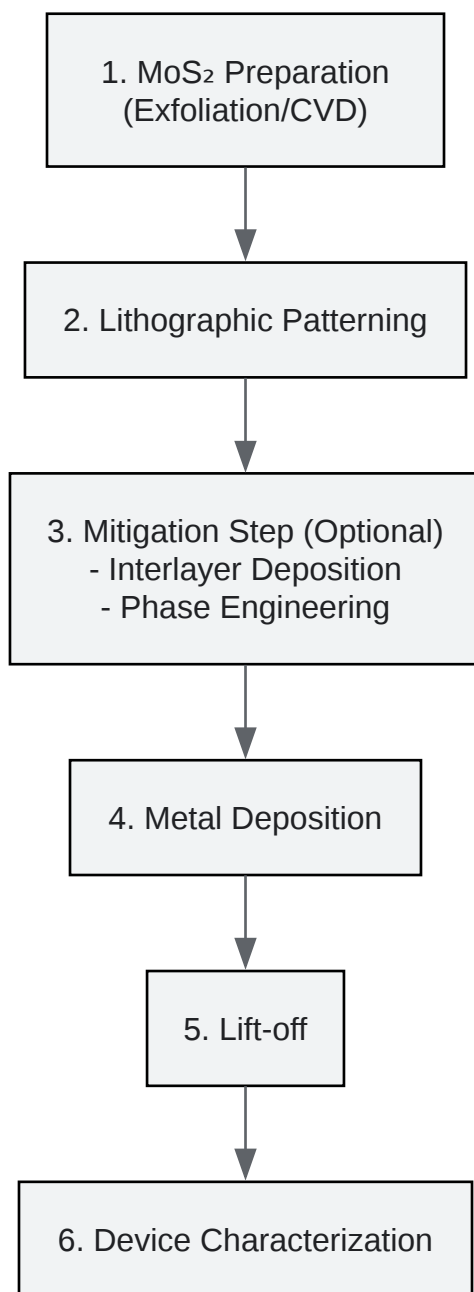 1. MoS₂ Preparation
(Exfoliation/CVD)
2. Lithographic Patterning
3. Mitigation Step (Optional)
- Interlayer Deposition
- Phase Engineering
4. Metal Deposition
5. Lift-off
6. Device Characterization